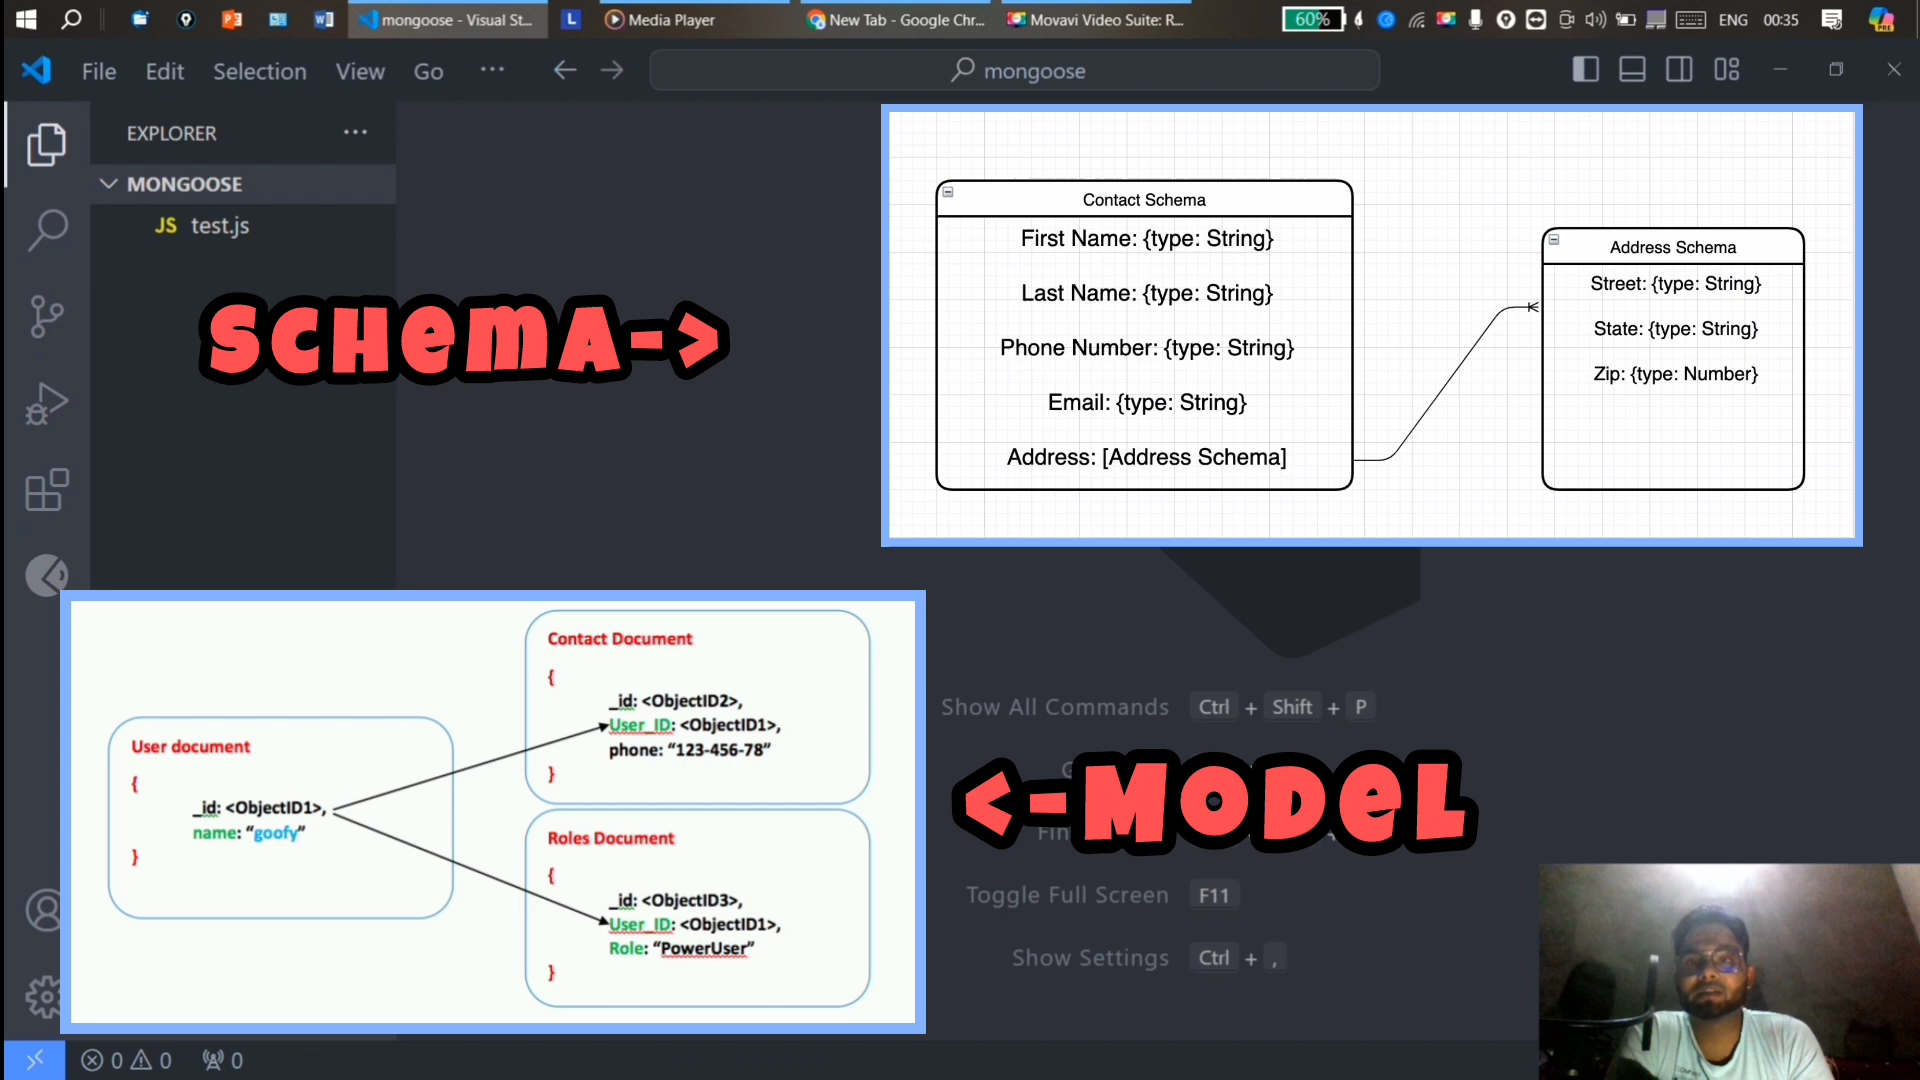 mongoose - Visual St...
L
Media Player
New Tab - Google Chr...
Movavi Video Suite: R...
60%
ENG
00:35
File
Edit
Selection
View
Go
...
mongoose
EXPLORER
...
MONGOOSE
JS test.js
SCHEMA->
Contact Schema
First Name: {type: String}
Last Name: {type: String}
Phone Number: {type: String}
Email: {type: String}
Address: [Address Schema]
Address Schema
Street: {type: String}
State: {type: String}
Zip: {type: Number}
User document
{
_id: <ObjectID1>,
name: “goofy”
}
Contact Document
{
_id: <ObjectID2>,
User_ID: <ObjectID1>,
phone: “123-456-78”
}
Roles Document
{
_id: <ObjectID3>,
User_ID: <ObjectID1>,
Role: “PowerUser”
}
Show All Commands Ctrl + Shift + P
<-MODEL
Toggle Full Screen F11
Show Settings Ctrl + ,
0 0 0